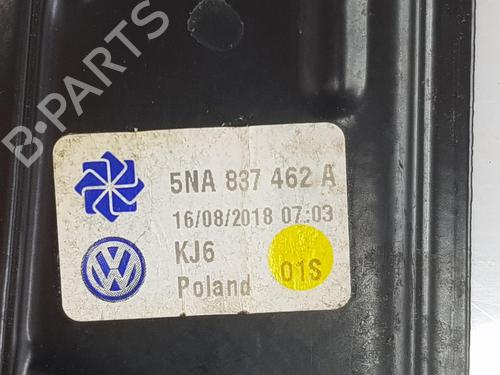 B-PARTS
5NA 837 462 A
16/08/2018 07:03
KJ6
01S
Poland